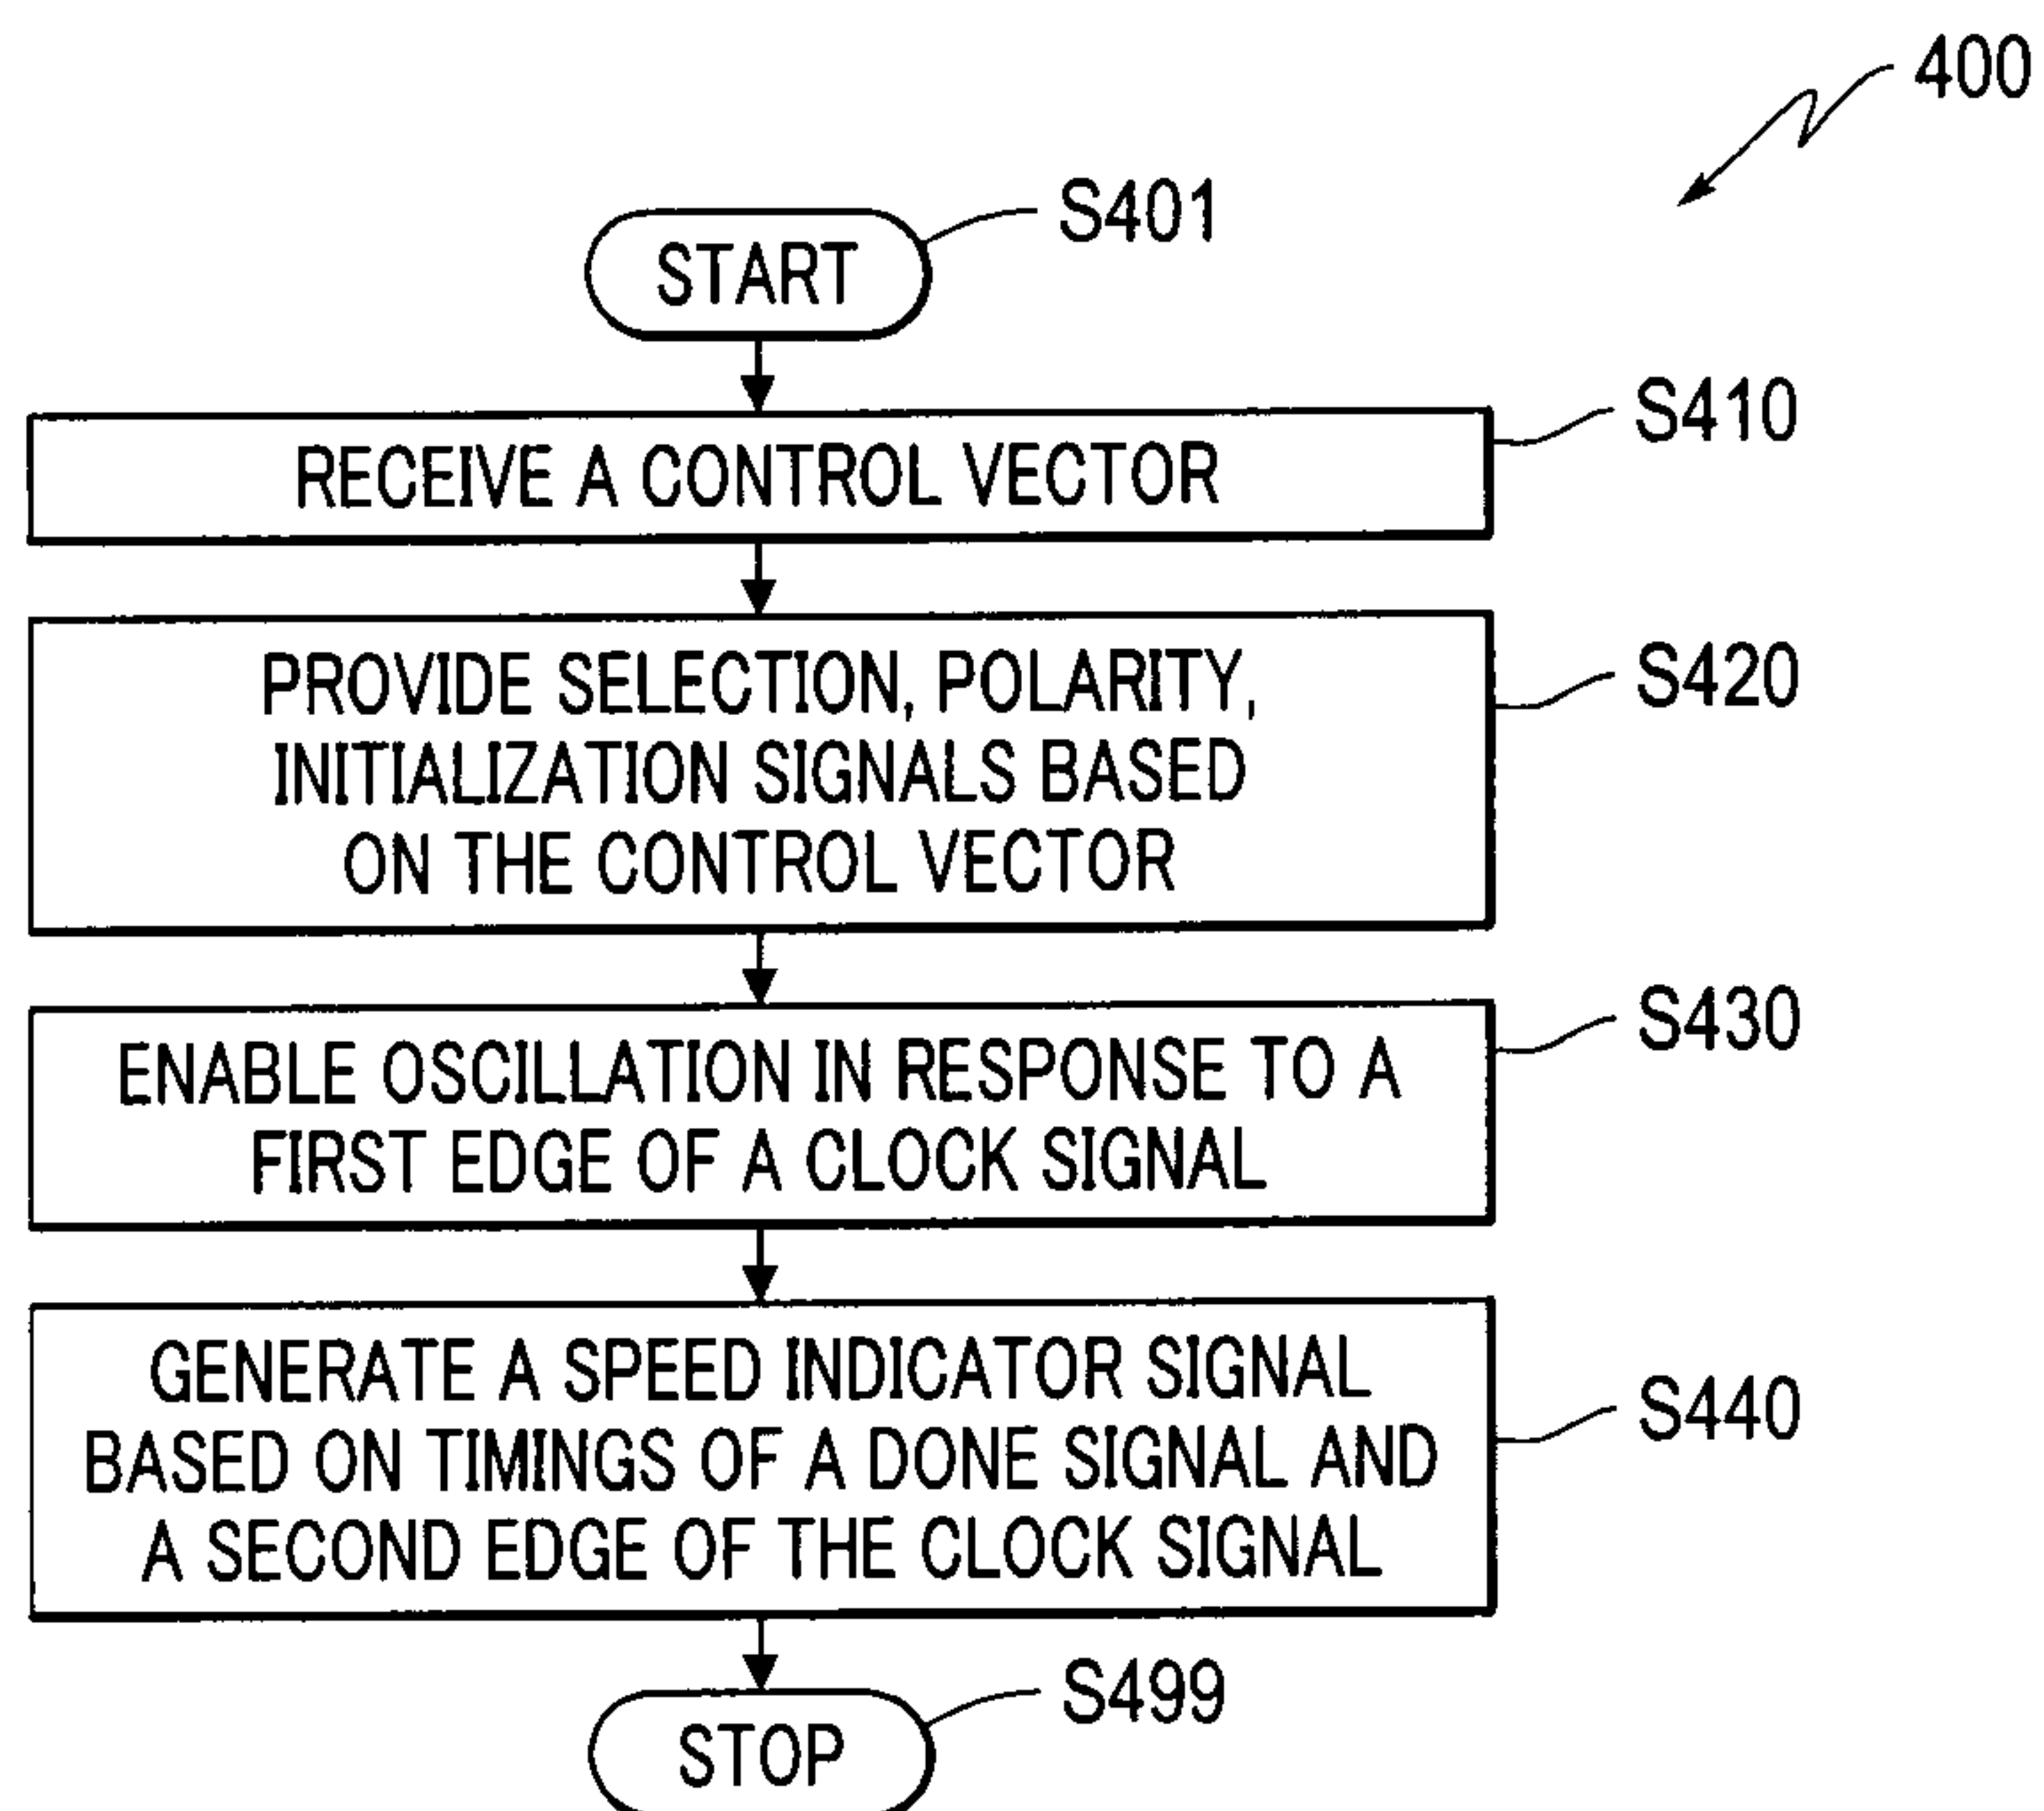 400
S401
START
S410
RECEIVE A CONTROL VECTOR
S420
PROVIDE SELECTION, POLARITY,
INITIALIZATION SIGNALS BASED
ON THE CONTROL VECTOR
S430
ENABLE OSCILLATION IN RESPONSE TO A
FIRST EDGE OF A CLOCK SIGNAL
GENERATE A SPEED INDICATOR SIGNAL
S440
BASED ON TIMINGS OF A DONE SIGNAL AND
A SECOND EDGE OF THE CLOCK SIGNAL
S499
STOP